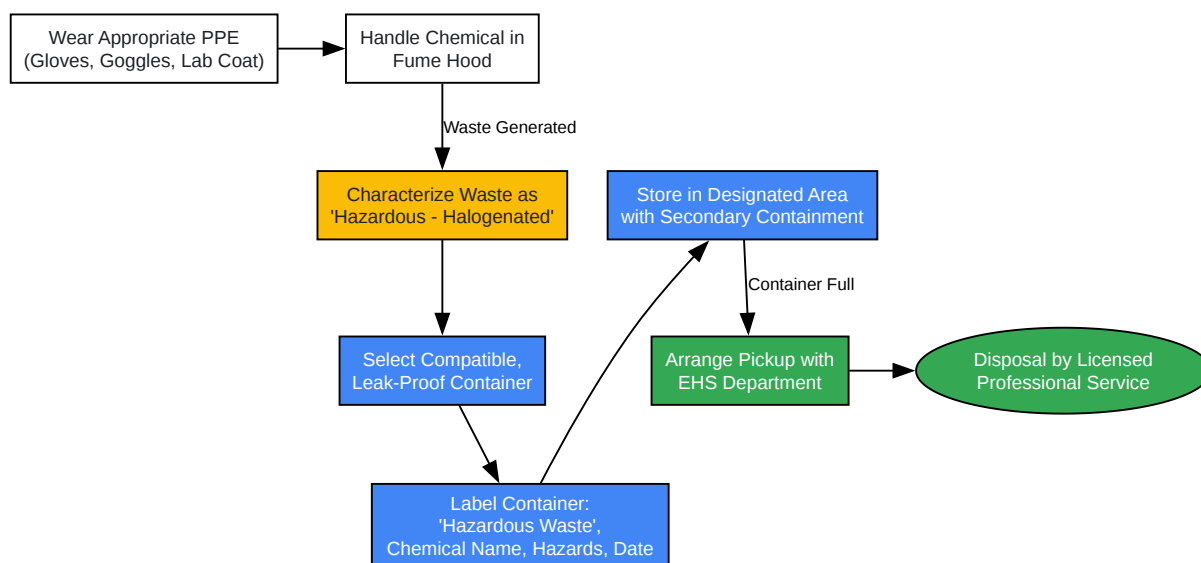 Wear Appropriate PPE
(Gloves, Goggles, Lab Coat)
Handle Chemical in
Fume Hood
Waste Generated
Characterize Waste as
'Hazardous - Halogenated'
Select Compatible,
Leak-Proof Container
Label Container:
'Hazardous Waste',
Chemical Name, Hazards, Date
Store in Designated Area
with Secondary Containment
Container Full
Arrange Pickup with
EHS Department
Disposal by Licensed
Professional Service